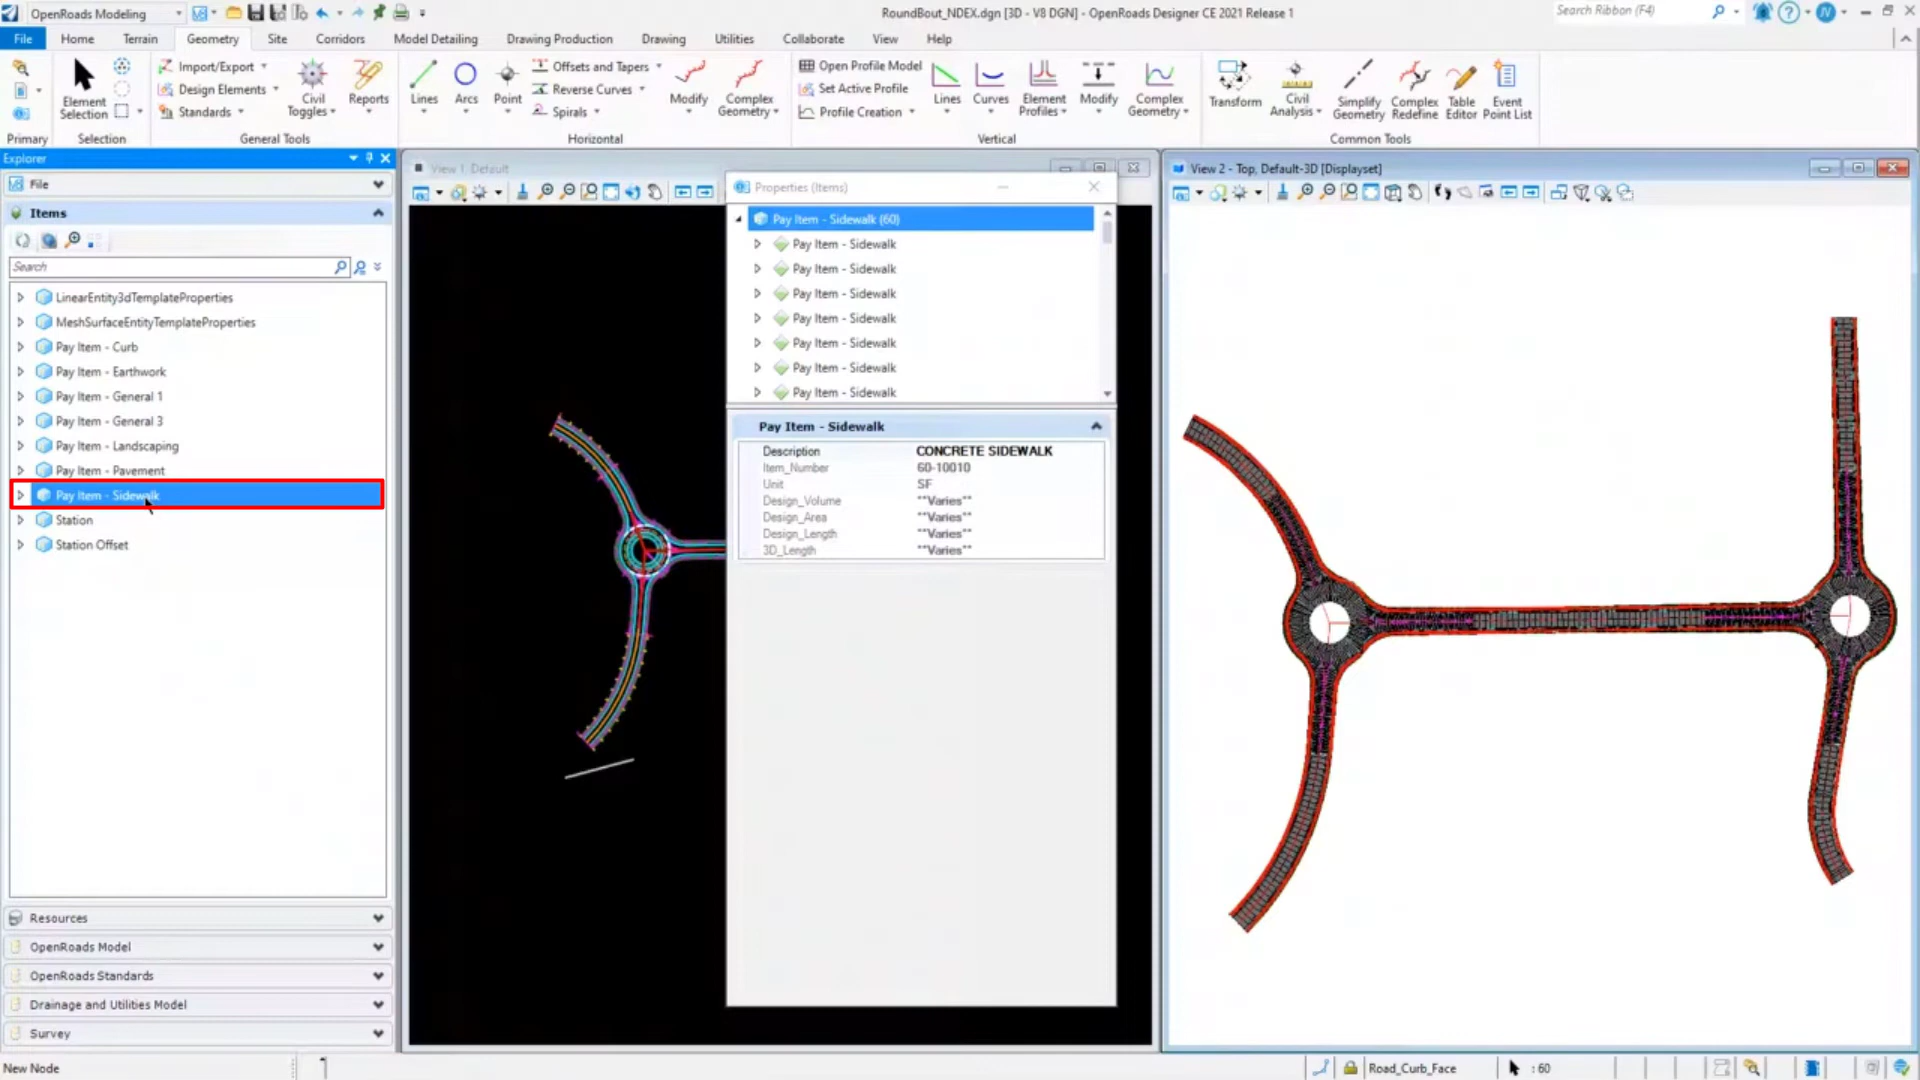 OpenRoads Modeling
RoundBout_NDEX.dgn [3D - V8 DGN] - OpenRoads Designer CE 2021 Release 1
Search Ribbon (F4)
File
Home
Terrain
Geometry
Site
Corridors
Model Detailing
Drawing Production
Drawing
Utilities
Collaborate
View
Help
Import/Export
Design Elements
Standards
Element
Selection
Civil
Toggles
Reports
Lines
Arcs
Point
Offsets and Tapers
Reverse Curves
Spirals
Modify
Complex
Geometry
Open Profile Model
Set Active Profile
Profile Creation
Lines
Curves
Element
Profiles
Modify
Complex
Geometry
Transform
Civil
Analysis
Simplify
Geometry
Complex
Redefine
Table
Editor
Event
Point List
Primary
Selection
General Tools
Horizontal
Vertical
Common Tools
Explorer
File
Items
Search
LinearEntity3dTemplateProperties
MeshSurfaceEntityTemplateProperties
Pay Item - Curb
Pay Item - Earthwork
Pay Item - General 1
Pay Item - General 3
Pay Item - Landscaping
Pay Item - Pavement
Pay Item - Sidewalk
Station
Station Offset
Resources
OpenRoads Model
OpenRoads Standards
Drainage and Utilities Model
Survey
View 1, Default
Properties (Items)
Pay Item - Sidewalk (60)
Pay Item - Sidewalk
Pay Item - Sidewalk
Pay Item - Sidewalk
Pay Item - Sidewalk
Pay Item - Sidewalk
Pay Item - Sidewalk
Pay Item - Sidewalk
Pay Item - Sidewalk
Description CONCRETE SIDEWALK
Item_Number 60-10010
Unit SF
Design_Volume **Varies**
Design_Area **Varies**
Design_Length **Varies**
3D_Length **Varies**
View 2 - Top, Default-3D [Displayset]
New Node
Road_Curb_Face
: 60